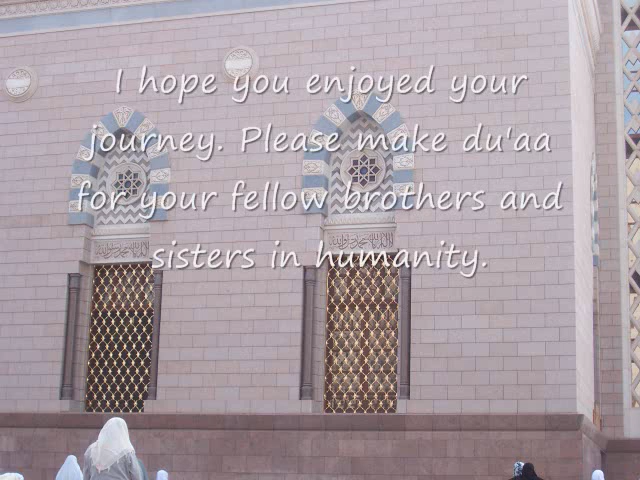 I hope you enjoyed your
journey. Please make du'aa
for your fellow brothers and
sisters in humanity.